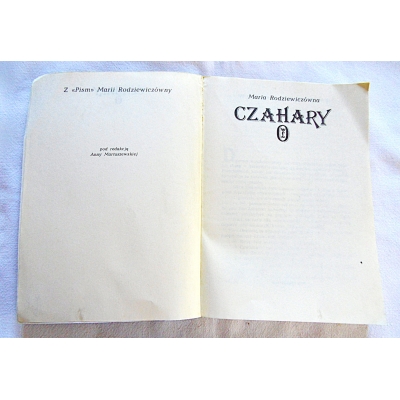 Z «Pism» Marii Rodziewiczówny
pod redakcją
Anny Martuszewskiej
Maria Rodziewiczówna
CZAHARY